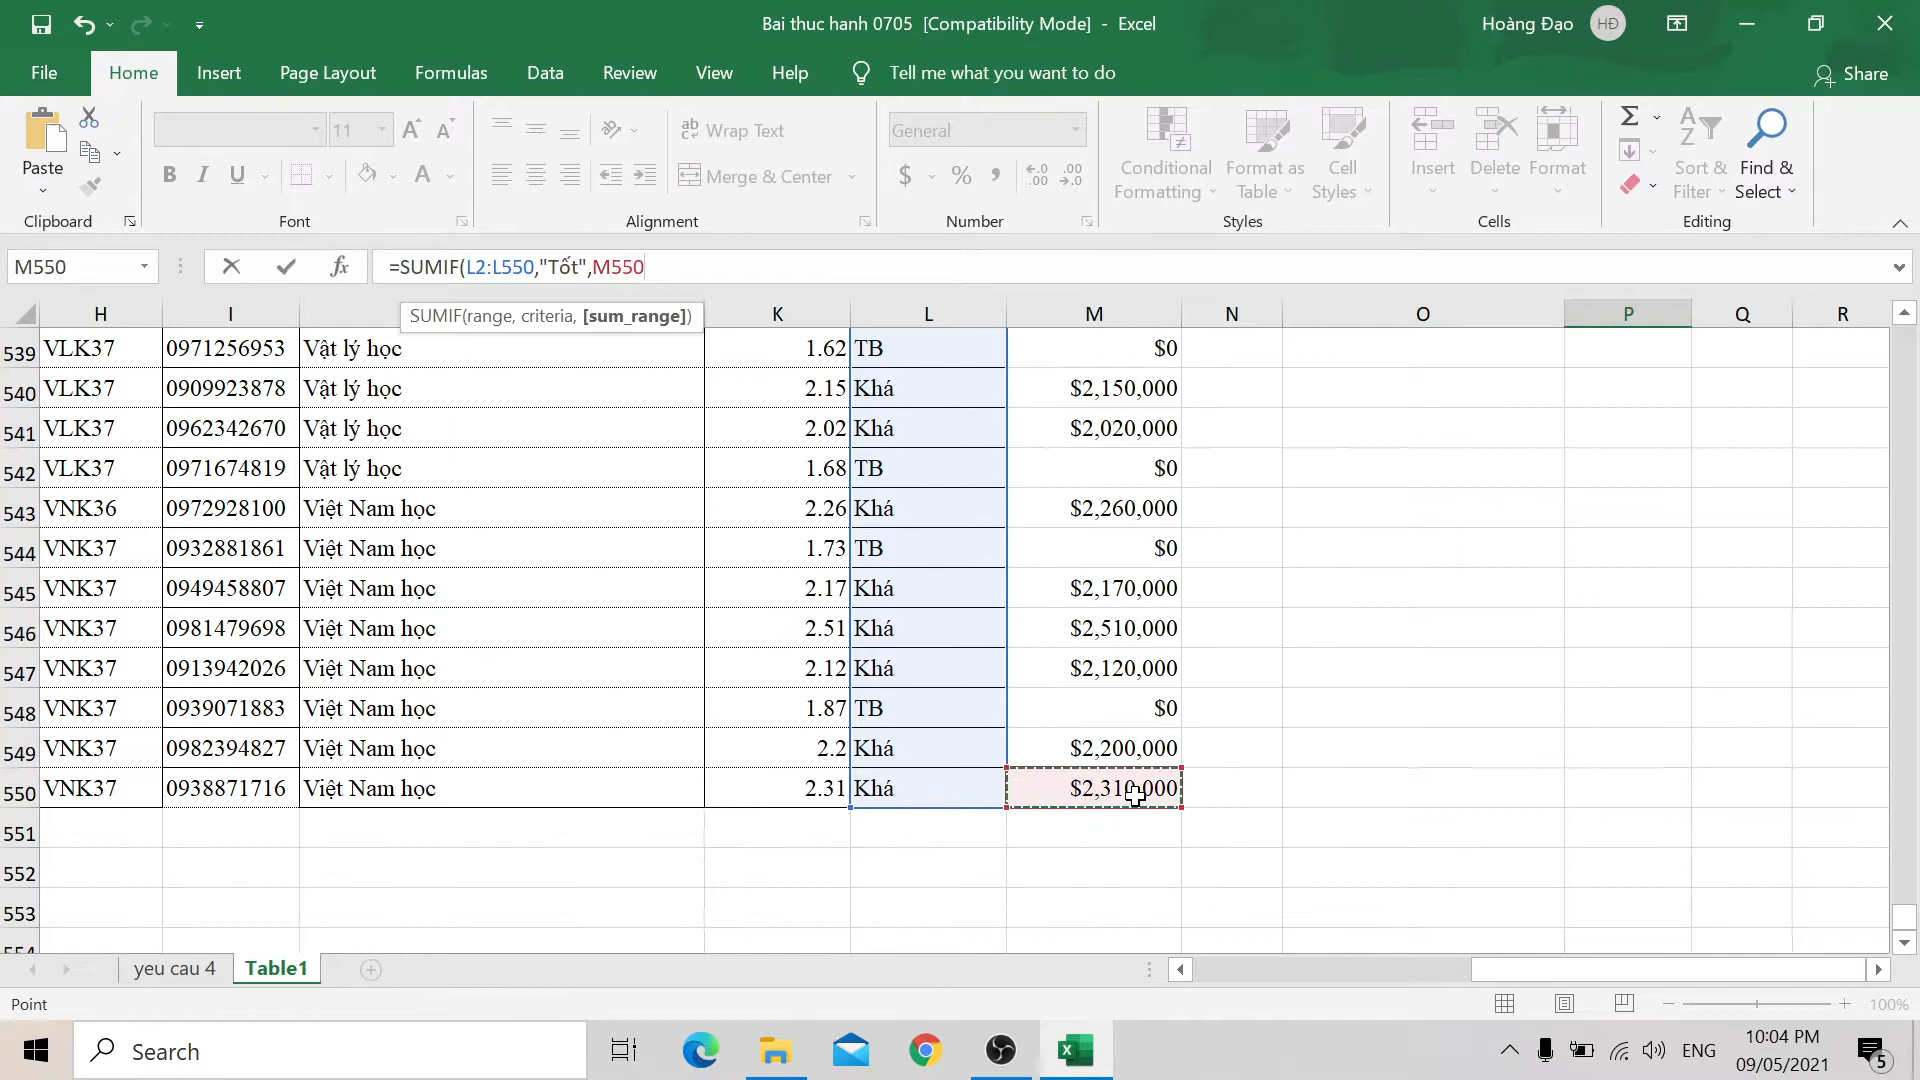 Bai thuc hanh 0705 [Compatibility Mode] - Excel
Hoàng Đạo HĐ
File Home Insert Page Layout Formulas Data Review View Help Tell me what you want to do Share
Paste
Clipboard
11
B I U A
Font
ab Wrap Text
Merge & Center
Alignment
General
$ % , .00 .00
Number
Conditional Formatting
Format as Table
Cell Styles
Styles
Insert Delete Format
Cells
Sort & Filter
Find & Select
Editing
M550 fx =SUMIF(L2:L550,"Tốt",M550
SUMIF(range, criteria, [sum_range])
H I K L M N O P Q R
539 VLK37 0971256953 Vật lý học 1.62 TB $0
540 VLK37 0909923878 Vật lý học 2.15 Khá $2,150,000
541 VLK37 0962342670 Vật lý học 2.02 Khá $2,020,000
542 VLK37 0971674819 Vật lý học 1.68 TB $0
543 VNK36 0972928100 Việt Nam học 2.26 Khá $2,260,000
544 VNK37 0932881861 Việt Nam học 1.73 TB $0
545 VNK37 0949458807 Việt Nam học 2.17 Khá $2,170,000
546 VNK37 0981479698 Việt Nam học 2.51 Khá $2,510,000
547 VNK37 0913942026 Việt Nam học 2.12 Khá $2,120,000
548 VNK37 0939071883 Việt Nam học 1.87 TB $0
549 VNK37 0982394827 Việt Nam học 2.2 Khá $2,200,000
550 VNK37 0938871716 Việt Nam học 2.31 Khá $2,310,000
551
552
553
554
yeu cau 4 Table1
Point 100%
Search
ENG
10:04 PM
09/05/2021
5